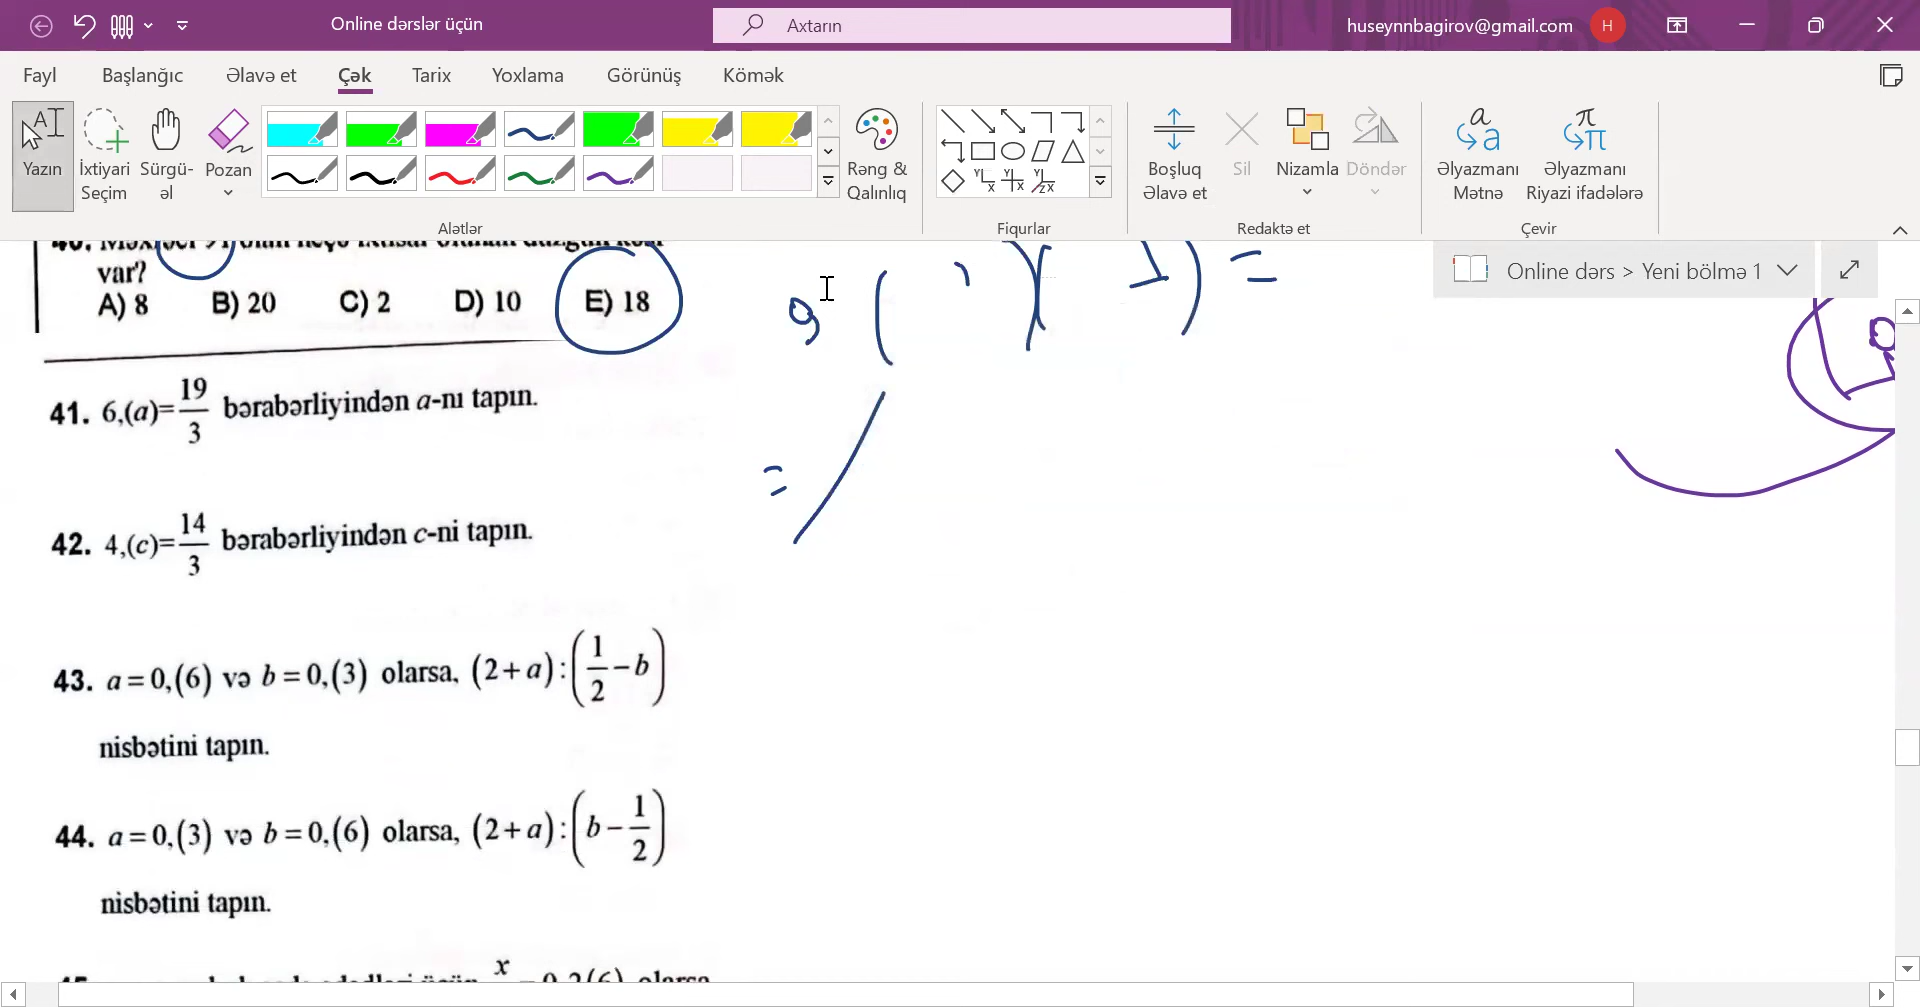 Online dərslər üçün
Axtarın
huseynnbagirov@gmail.com
H
Fayl Başlanğıc Əlavə et Çək Tarix Yoxlama Görünüş Kömək
Yazın
İxtiyari Seçim
Sürgü-əl
Pozan
Rəng & Qalınlıq
Boşluq Əlavə et
Sil
Nizamla
Döndər
Əlyazmanı Mətnə
Əlyazmanı Riyazi ifadələrə
Alətlər
Fiqurlar
Redaktə et
Çevir
Online dərs > Yeni bölmə 1
var?
A) 8 B) 20 C) 2 D) 10 E) 18
9 ( ) ( 1 ) =
=
41. 6,(a)=19/3 bərabərliyindən a-nı tapın.
42. 4,(c)=14/3 bərabərliyindən c-ni tapın.
43. a=0,(6) və b=0,(3) olarsa, (2+a):(1/2−b)
nisbətini tapın.
44. a=0,(3) və b=0,(6) olarsa, (2+a):(b−1/2)
nisbətini tapın.